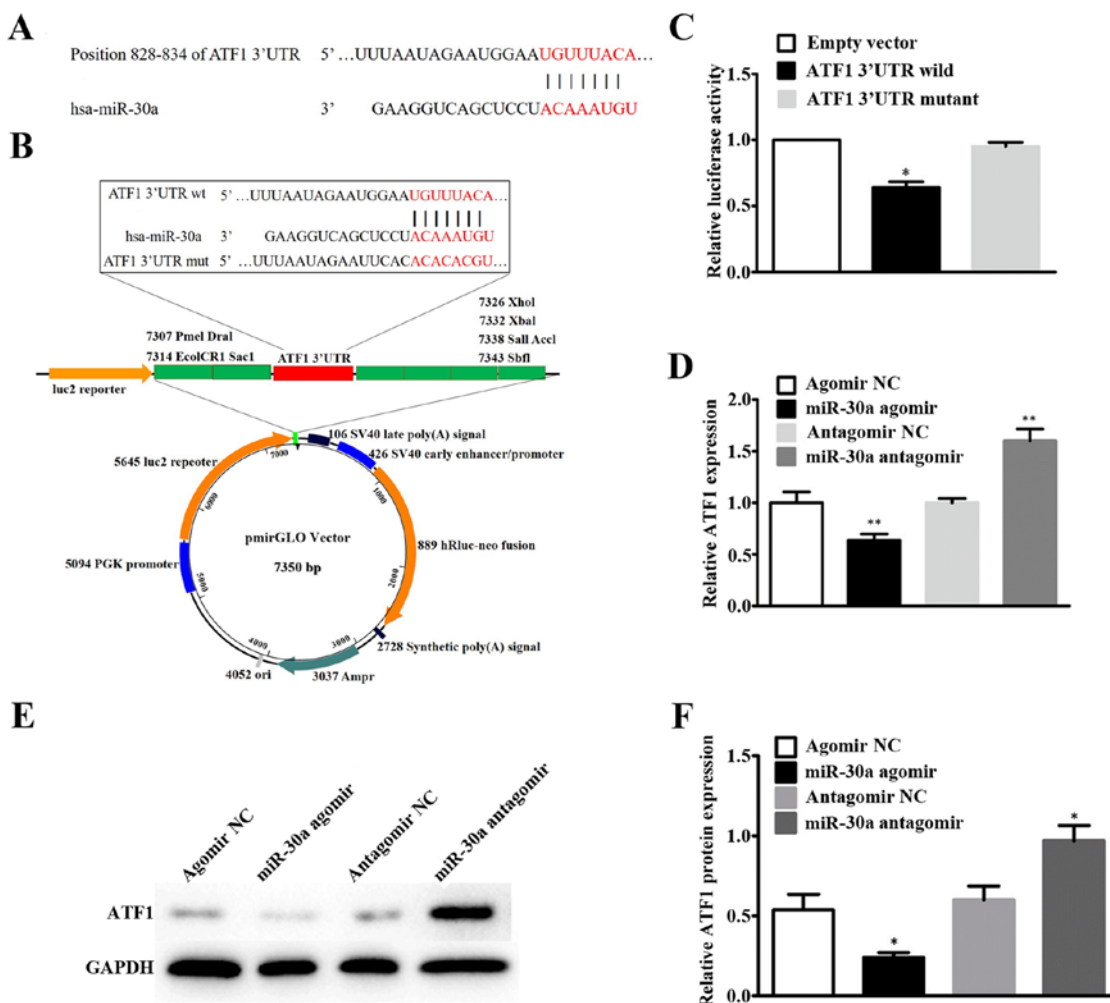 A
Position 828-834 of ATF1 3'UTR 5' ...UUUAAUAGAAUGGAAUGUUUACA...
hsa-miR-30a 3' GAAGGUCAGCUCCUACAAAUGU
B
ATF1 3'UTR wt 5' ...UUUAAUAGAAUGGAAUGUUUACA...
hsa-miR-30a 3' GAAGGUCAGCUCCUACAAAUGU
ATF1 3'UTR mut 5' ...UUUAAUAGAAUUCACACACACGU...
7307 PmeI DraI
7314 EcoICR1 Sac1
ATF1 3'UTR
7326 XhoI
7332 XbaI
7338 SalI AccI
7343 SbfI
luc2 reporter
106 SV40 late poly(A) signal
426 SV40 early enhancer/promoter
5645 luc2 repeoter
7000
1000
6000
pmirGLO Vector
7350 bp
889 hRluc-neo fusion
5094 PGK promoter
5000
2000
4000
3000
2728 Synthetic poly(A) signal
4052 ori
3037 Ampr
C
Empty vector
ATF1 3'UTR wild
ATF1 3'UTR mutant
Relative luciferase activity
1.5
1.0
0.5
0.0
*
D
Agomir NC
miR-30a agomir
Antagomir NC
miR-30a antagomir
Relative ATF1 expression
2.0
1.5
1.0
0.5
0.0
**
**
E
Agomir NC
miR-30a agomir
Antagomir NC
miR-30a antagomir
ATF1
GAPDH
F
Agomir NC
miR-30a agomir
Antagomir NC
miR-30a antagomir
Relative ATF1 protein expression
1.5
1.0
0.5
0.0
*
*